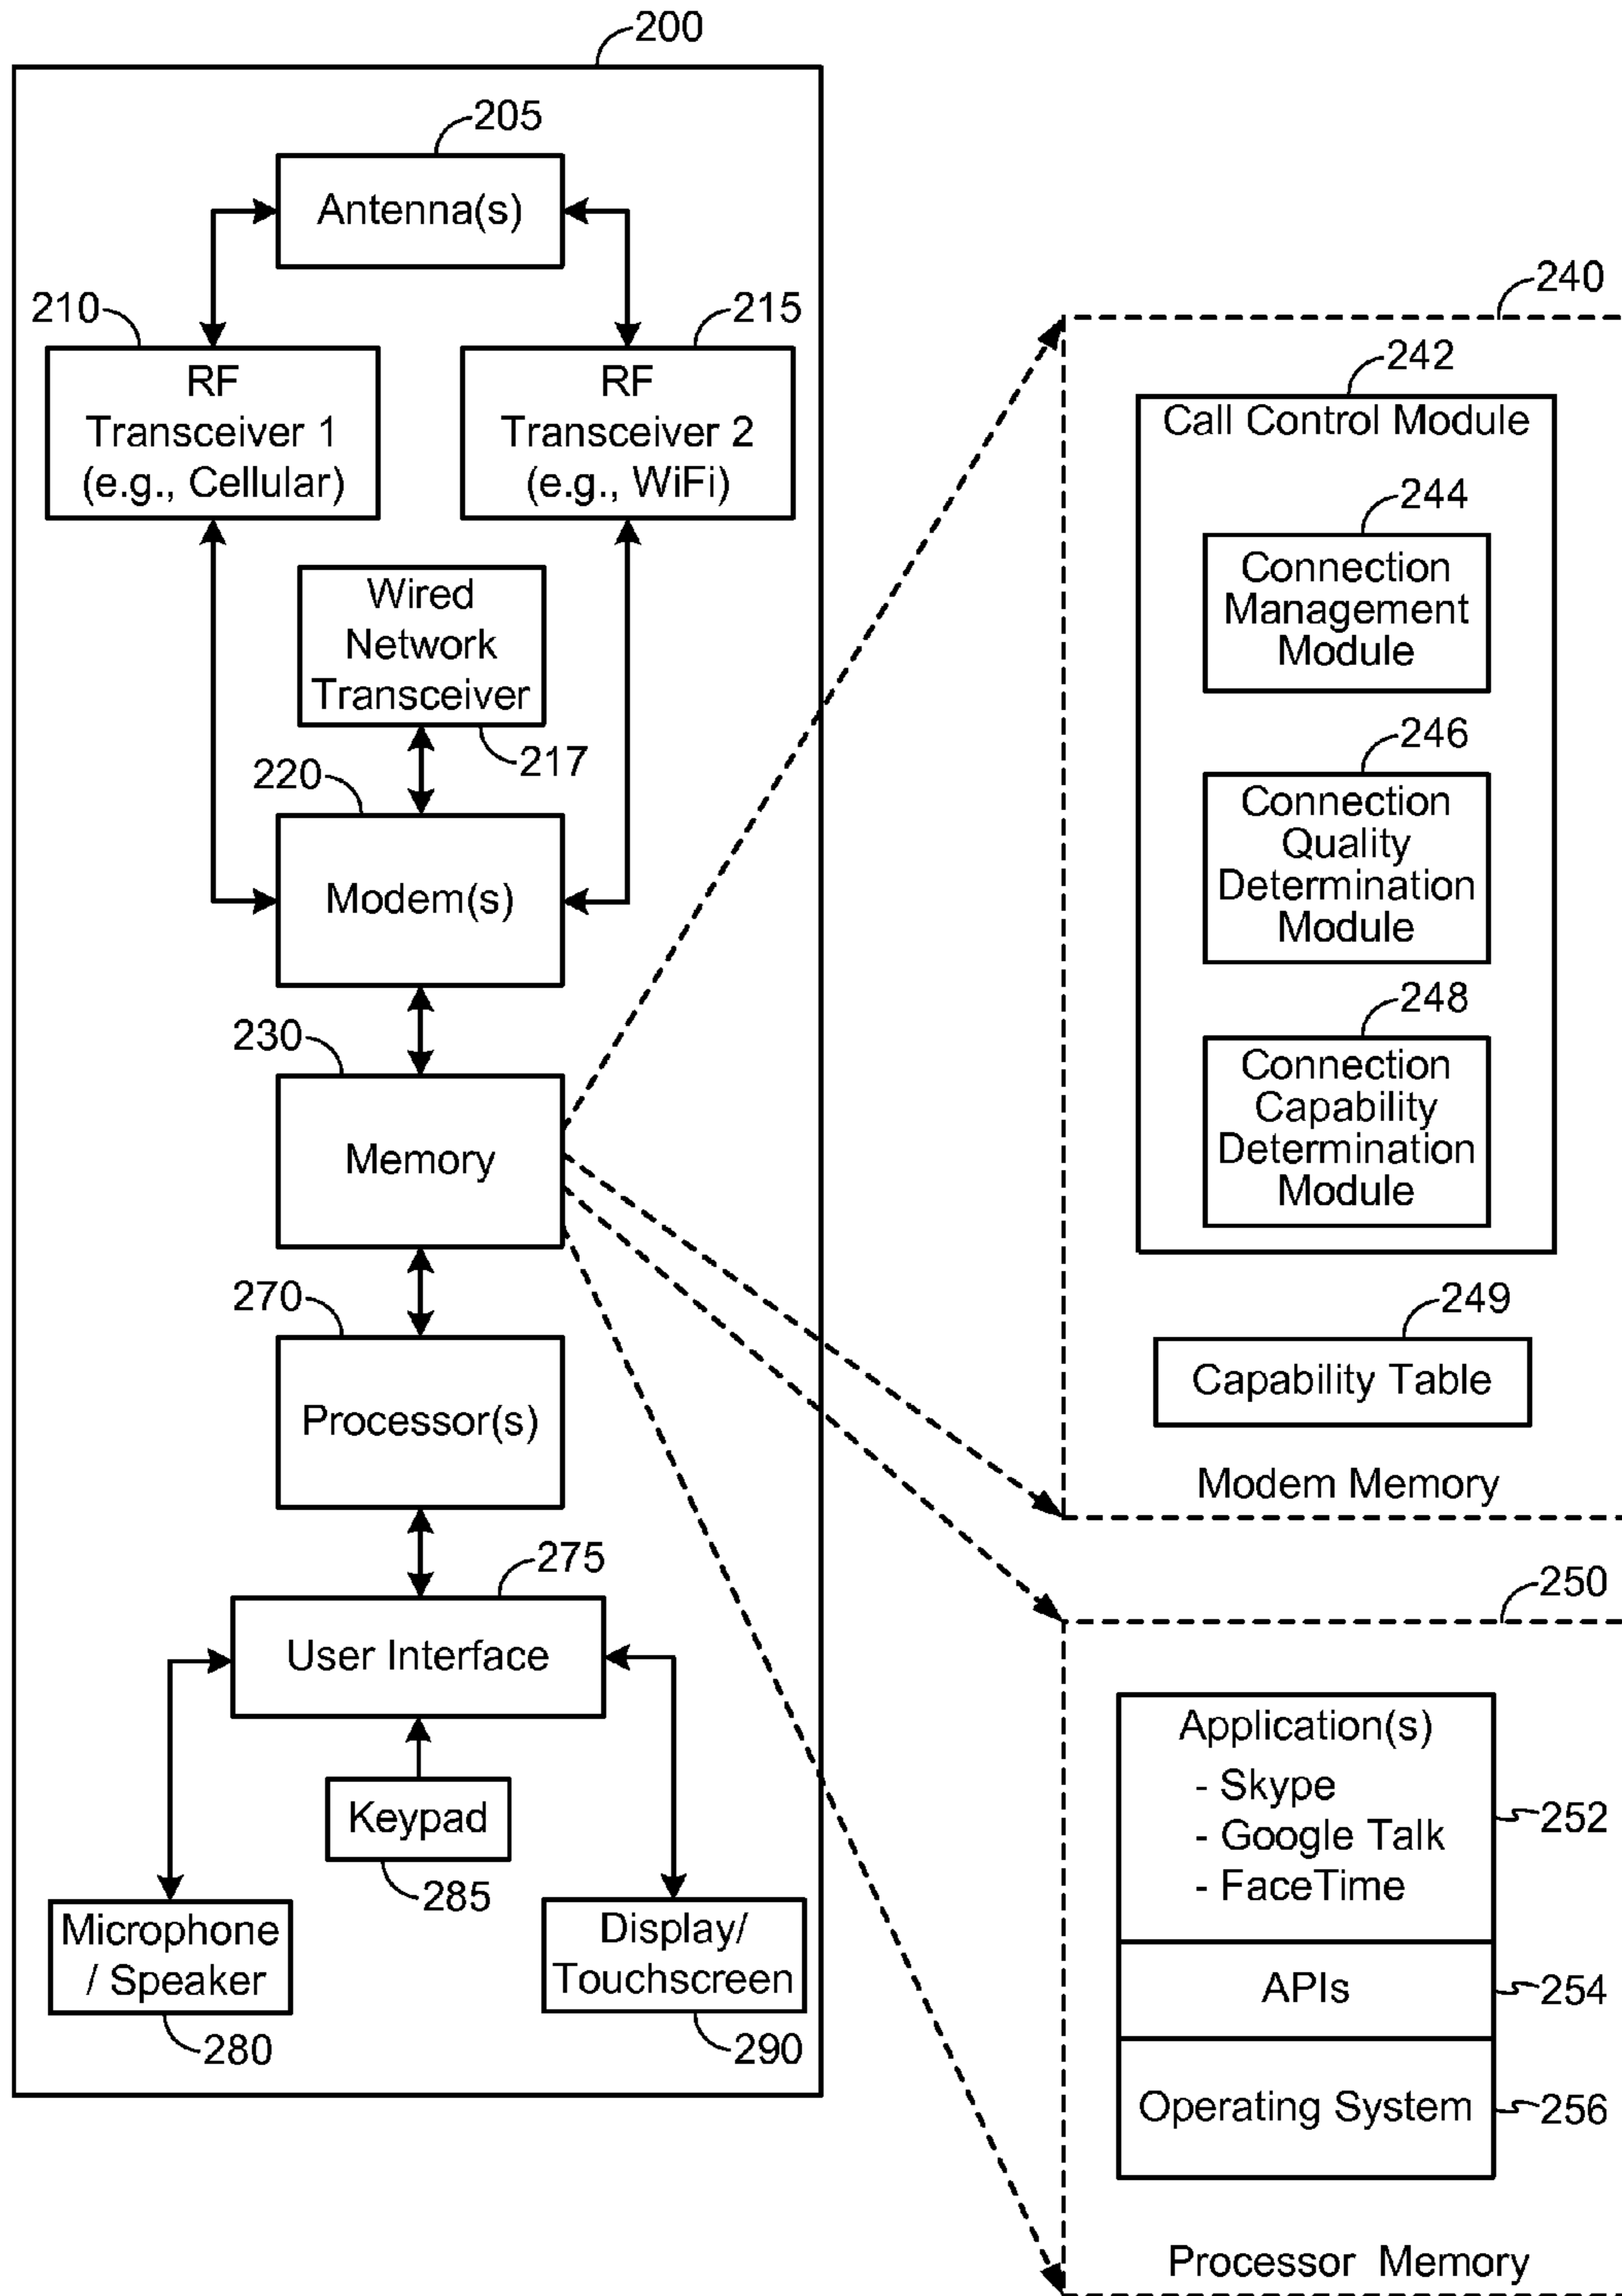 200
205
Antenna(s)
210
RF
Transceiver 1
(e.g., Cellular)
215
RF
Transceiver 2
(e.g., WiFi)
Wired
Network
Transceiver
217
220
Modem(s)
230
Memory
270
Processor(s)
275
User Interface
Keypad
285
Microphone
/ Speaker
280
Display/
Touchscreen
290
240
242
Call Control Module
244
Connection
Management
Module
246
Connection
Quality
Determination
Module
248
Connection
Capability
Determination
Module
249
Capability Table
Modem Memory
250
Application(s)
- Skype
- Google Talk
- FaceTime
252
APIs
254
Operating System
256
Processor Memory